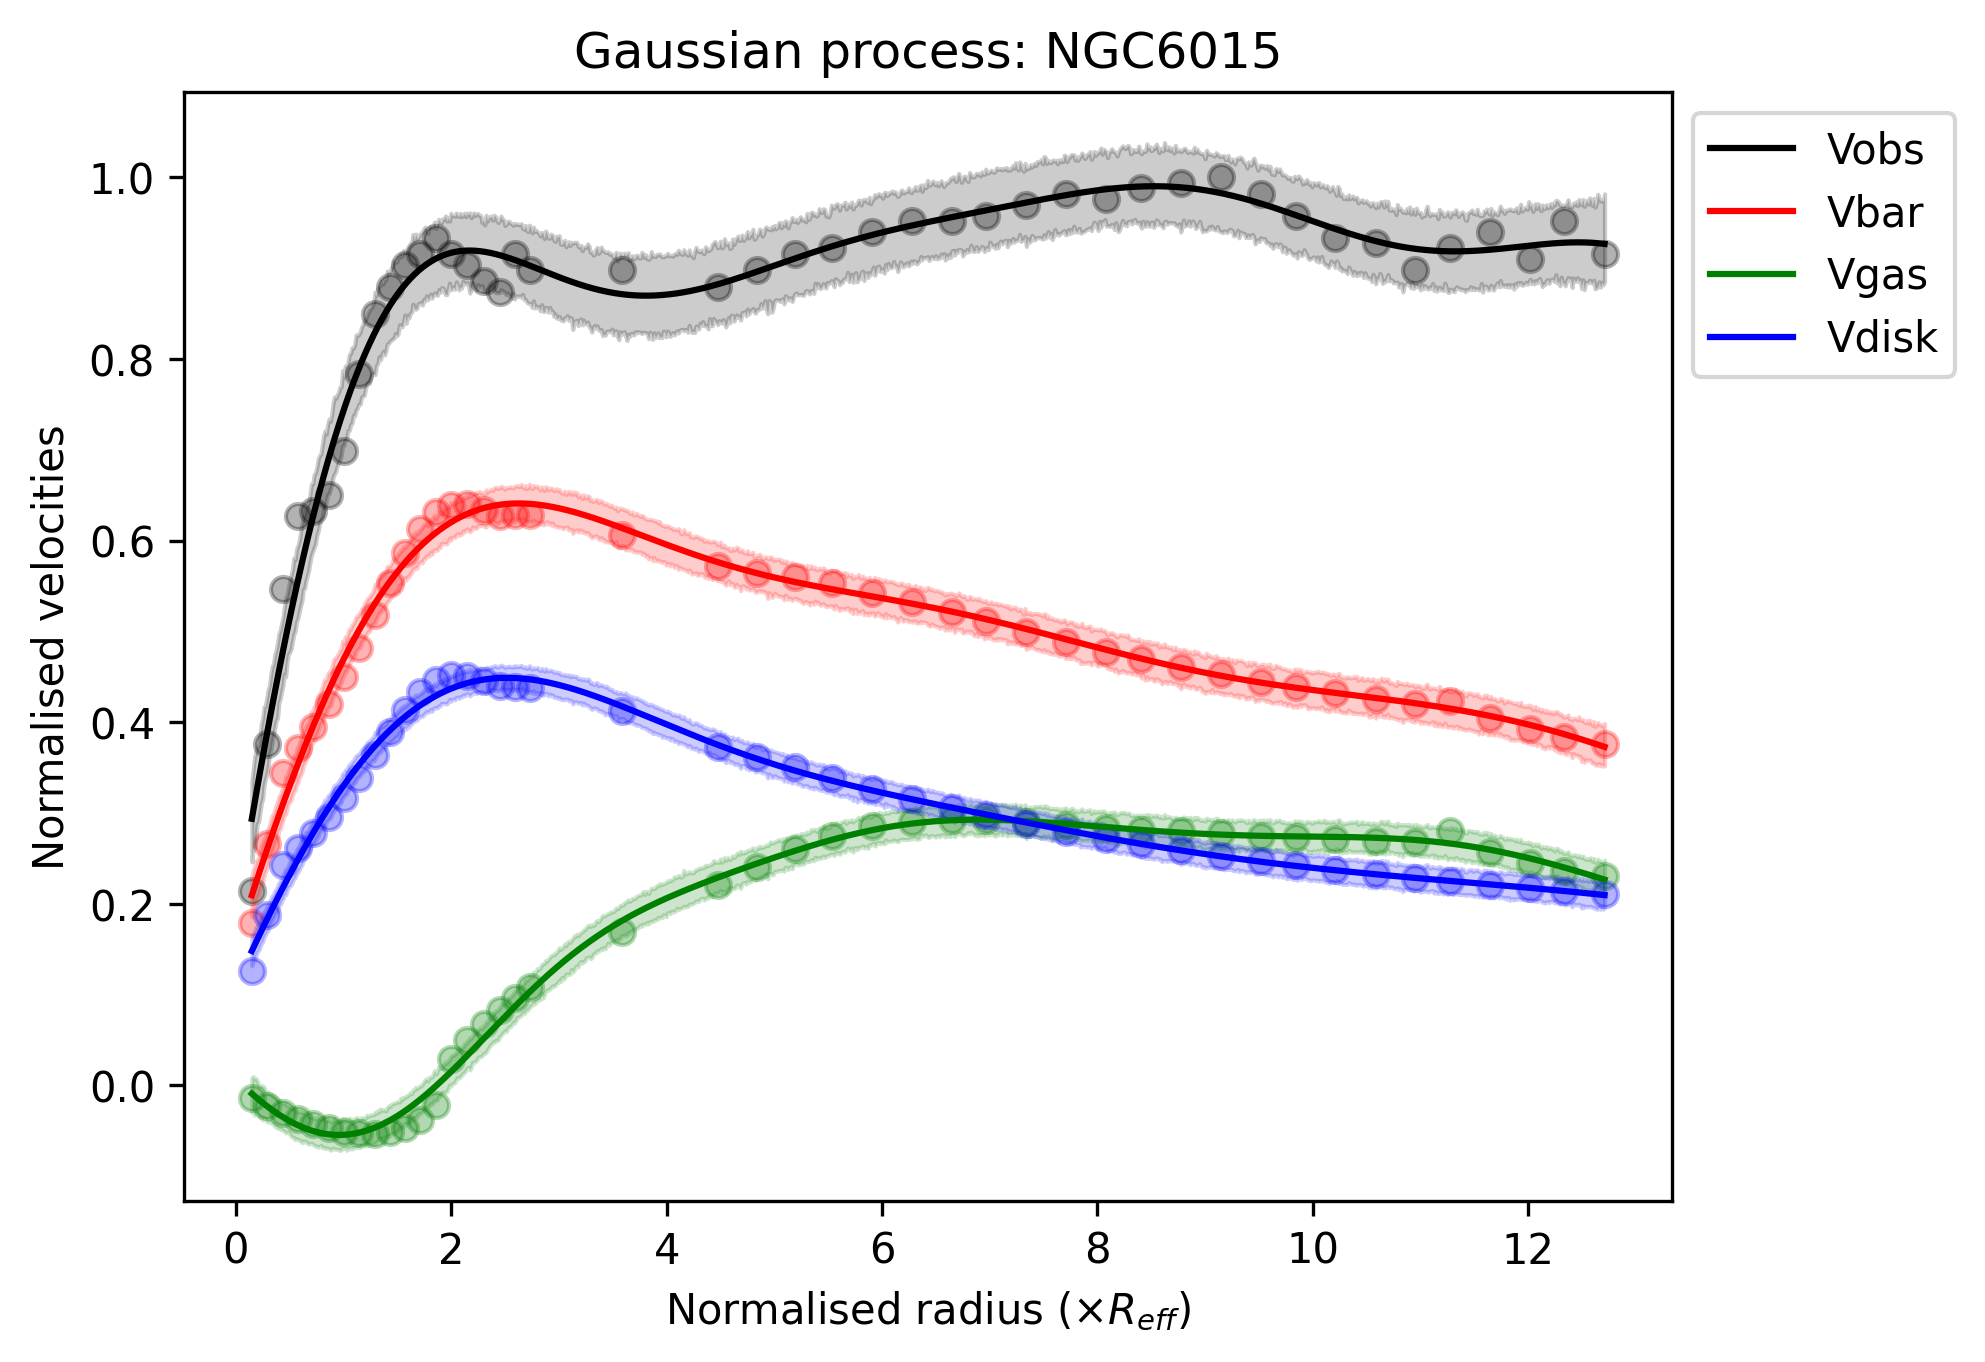 Gaussian process: NGC6015
Vobs
Vbar
Vgas
Vdisk
Normalised velocities
1.0
0.8
0.6
0.4
0.2
0.0
0 2 4 6 8 10 12
Normalised radius (×R_eff)